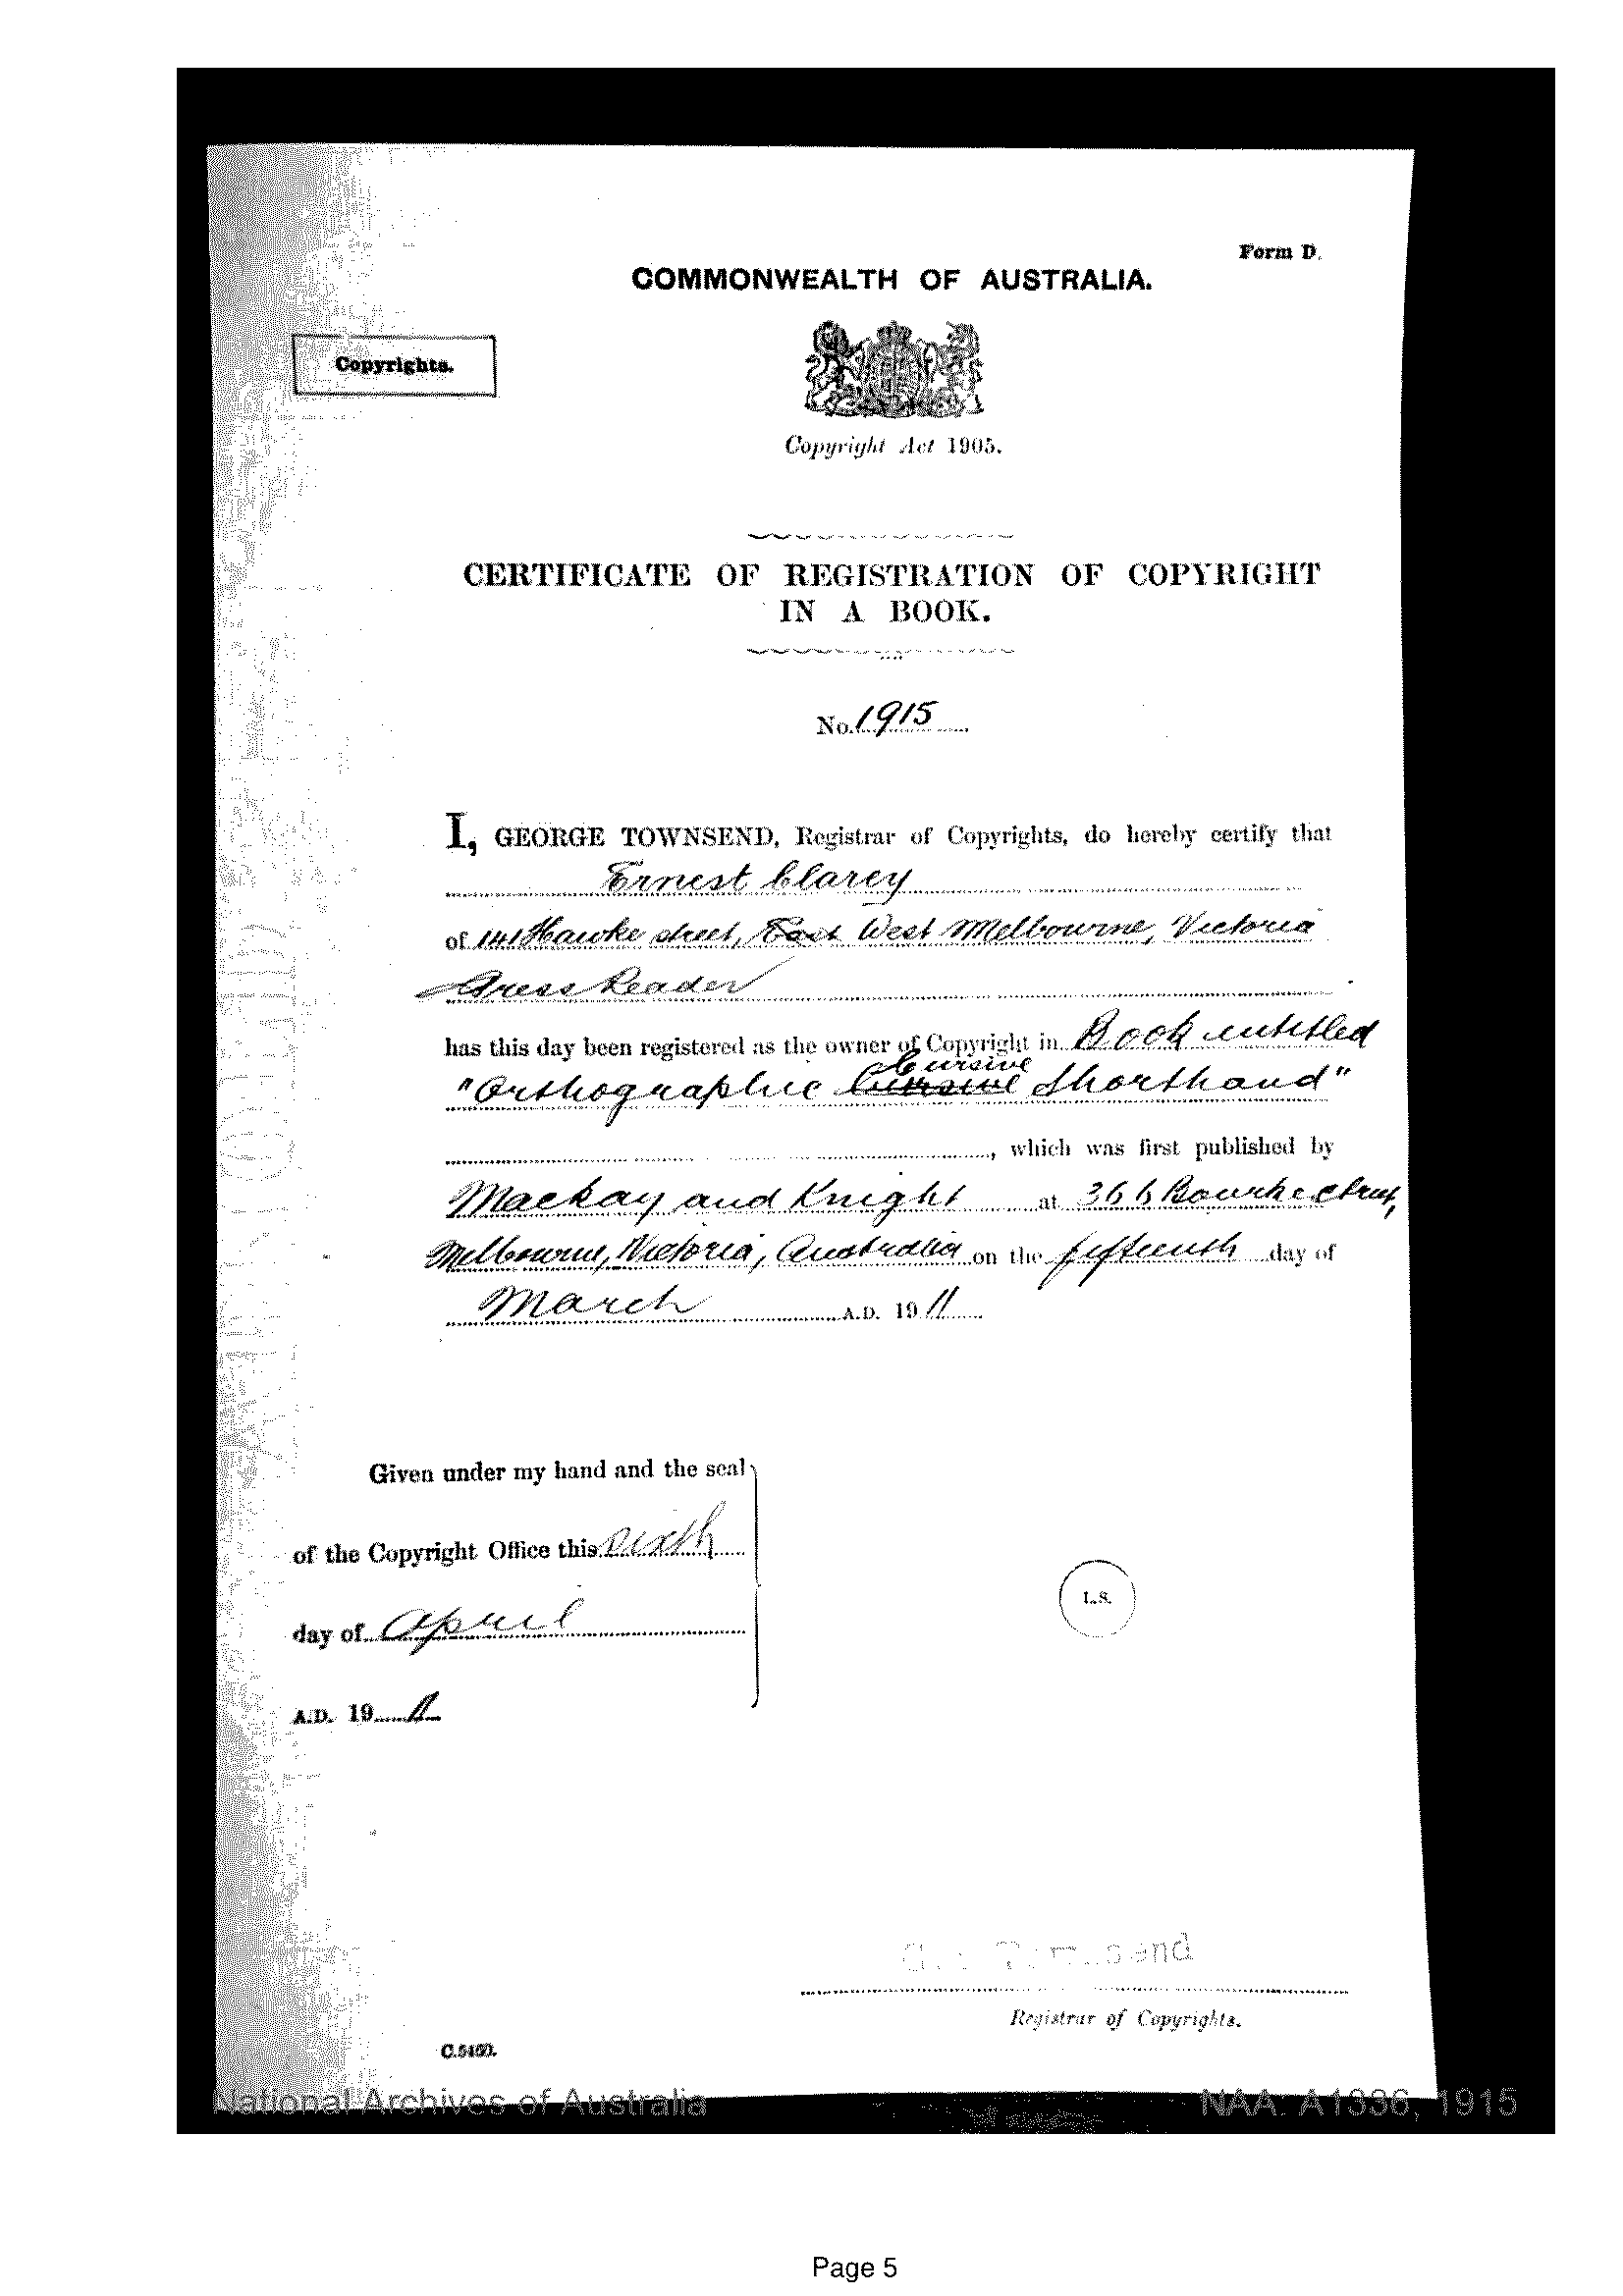 Form D.
COMMONWEALTH OF AUSTRALIA.
Copyrights.
Copyright Act 1905.
CERTIFICATE OF REGISTRATION OF COPYRIGHT
IN A BOOK.
No. 1915
I, GEORGE TOWNSEND, Registrar of Copyrights, do hereby certify that
Ernest Clarey
of 141 Hawke street, East West Melbourne, Victoria
Press Reader
has this day been registered as the owner of Copyright in Book entitled
Cursive
"Orthographic Cursive Shorthand"
, which was first published by
Mackay and Knight at 366 Bourke street,
Melbourne, Victoria, Australia on the fifteenth day of
March A.D. 19 11
Given under my hand and the seal
of the Copyright Office this sixth
day of April
L.S.
A.D. 19 11
Townsend
Registrar of Copyrights.
National Archives of Australia
NAA: A1336, 1915
Page 5